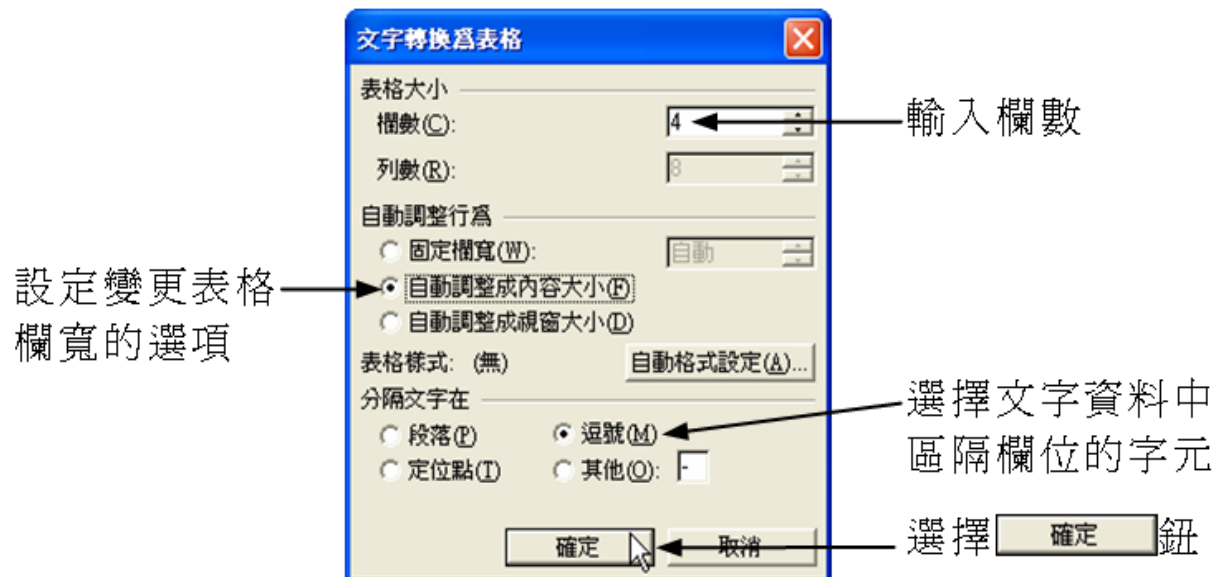 文字轉換爲表格
表格大小
欄數(C): 4
輸入欄數
列數(R): 8
自動調整行爲
固定欄寬(W): 自動
設定變更表格
欄寬的選項
自動調整成內容大小(F)
自動調整成視窗大小(D)
表格樣式: (無) 自動格式設定(A)...
分隔文字在
段落(P) 逗號(M)
定位點(T) 其他(O): -
選擇文字資料中
區隔欄位的字元
確定 取消
選擇 確定 鈕